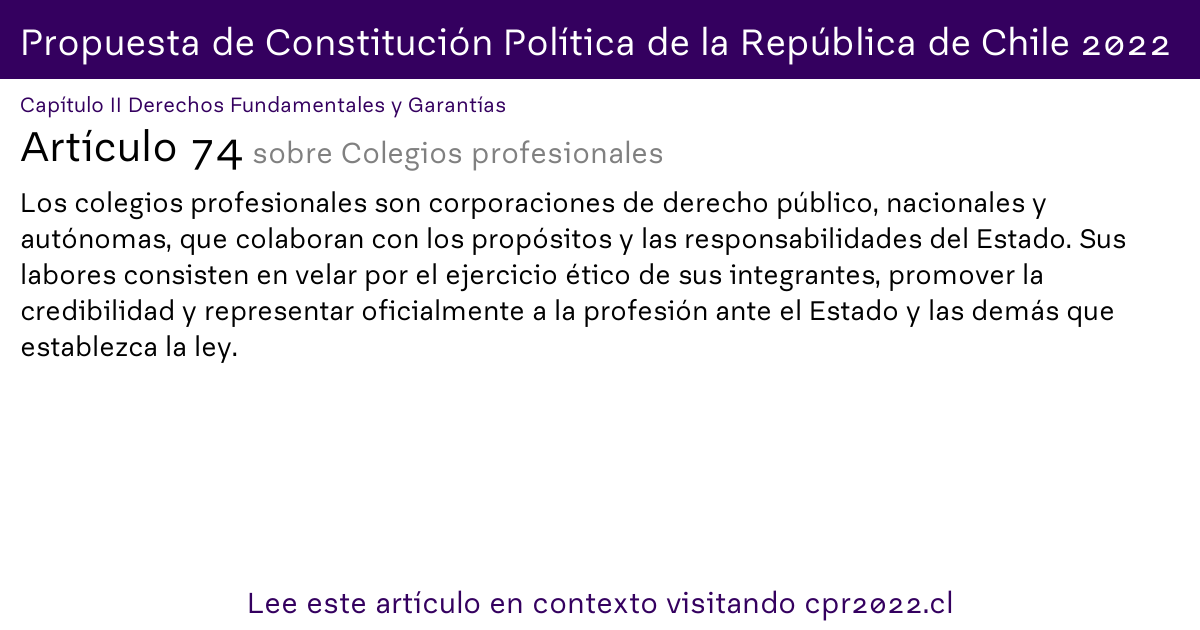 Propuesta de Constitución Política de la República de Chile 2022
Capítulo II Derechos Fundamentales y Garantías
Artículo 74 sobre Colegios profesionales
Los colegios profesionales son corporaciones de derecho público, nacionales y
autónomas, que colaboran con los propósitos y las responsabilidades del Estado. Sus
labores consisten en velar por el ejercicio ético de sus integrantes, promover la
credibilidad y representar oficialmente a la profesión ante el Estado y las demás que
establezca la ley.
Lee este artículo en contexto visitando cpr2022.cl